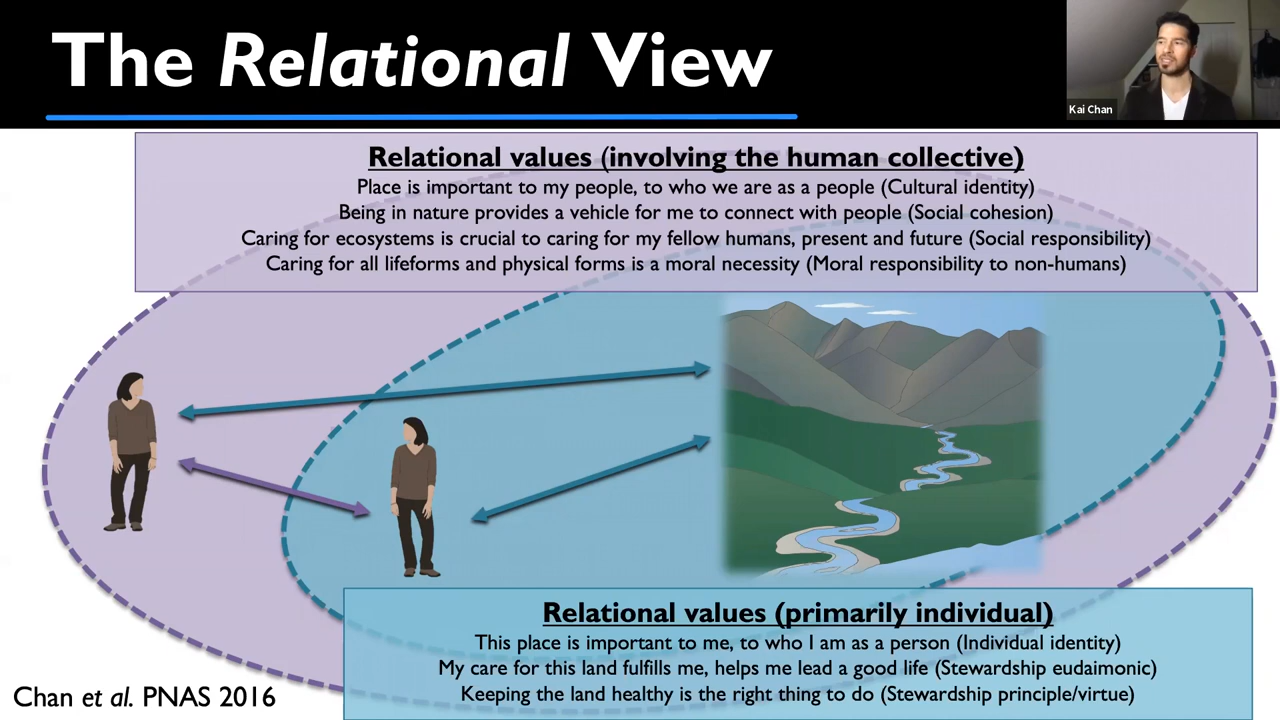 The Relational View
Kai Chan
Relational values (involving the human collective)
Place is important to my people, to who we are as a people (Cultural identity)
Being in nature provides a vehicle for me to connect with people (Social cohesion)
Caring for ecosystems is crucial to caring for my fellow humans, present and future (Social responsibility)
Caring for all lifeforms and physical forms is a moral necessity (Moral responsibility to non-humans)
Relational values (primarily individual)
This place is important to me, to who I am as a person (Individual identity)
My care for this land fulfills me, helps me lead a good life (Stewardship eudaimonic)
Keeping the land healthy is the right thing to do (Stewardship principle/virtue)
Chan et al. PNAS 2016